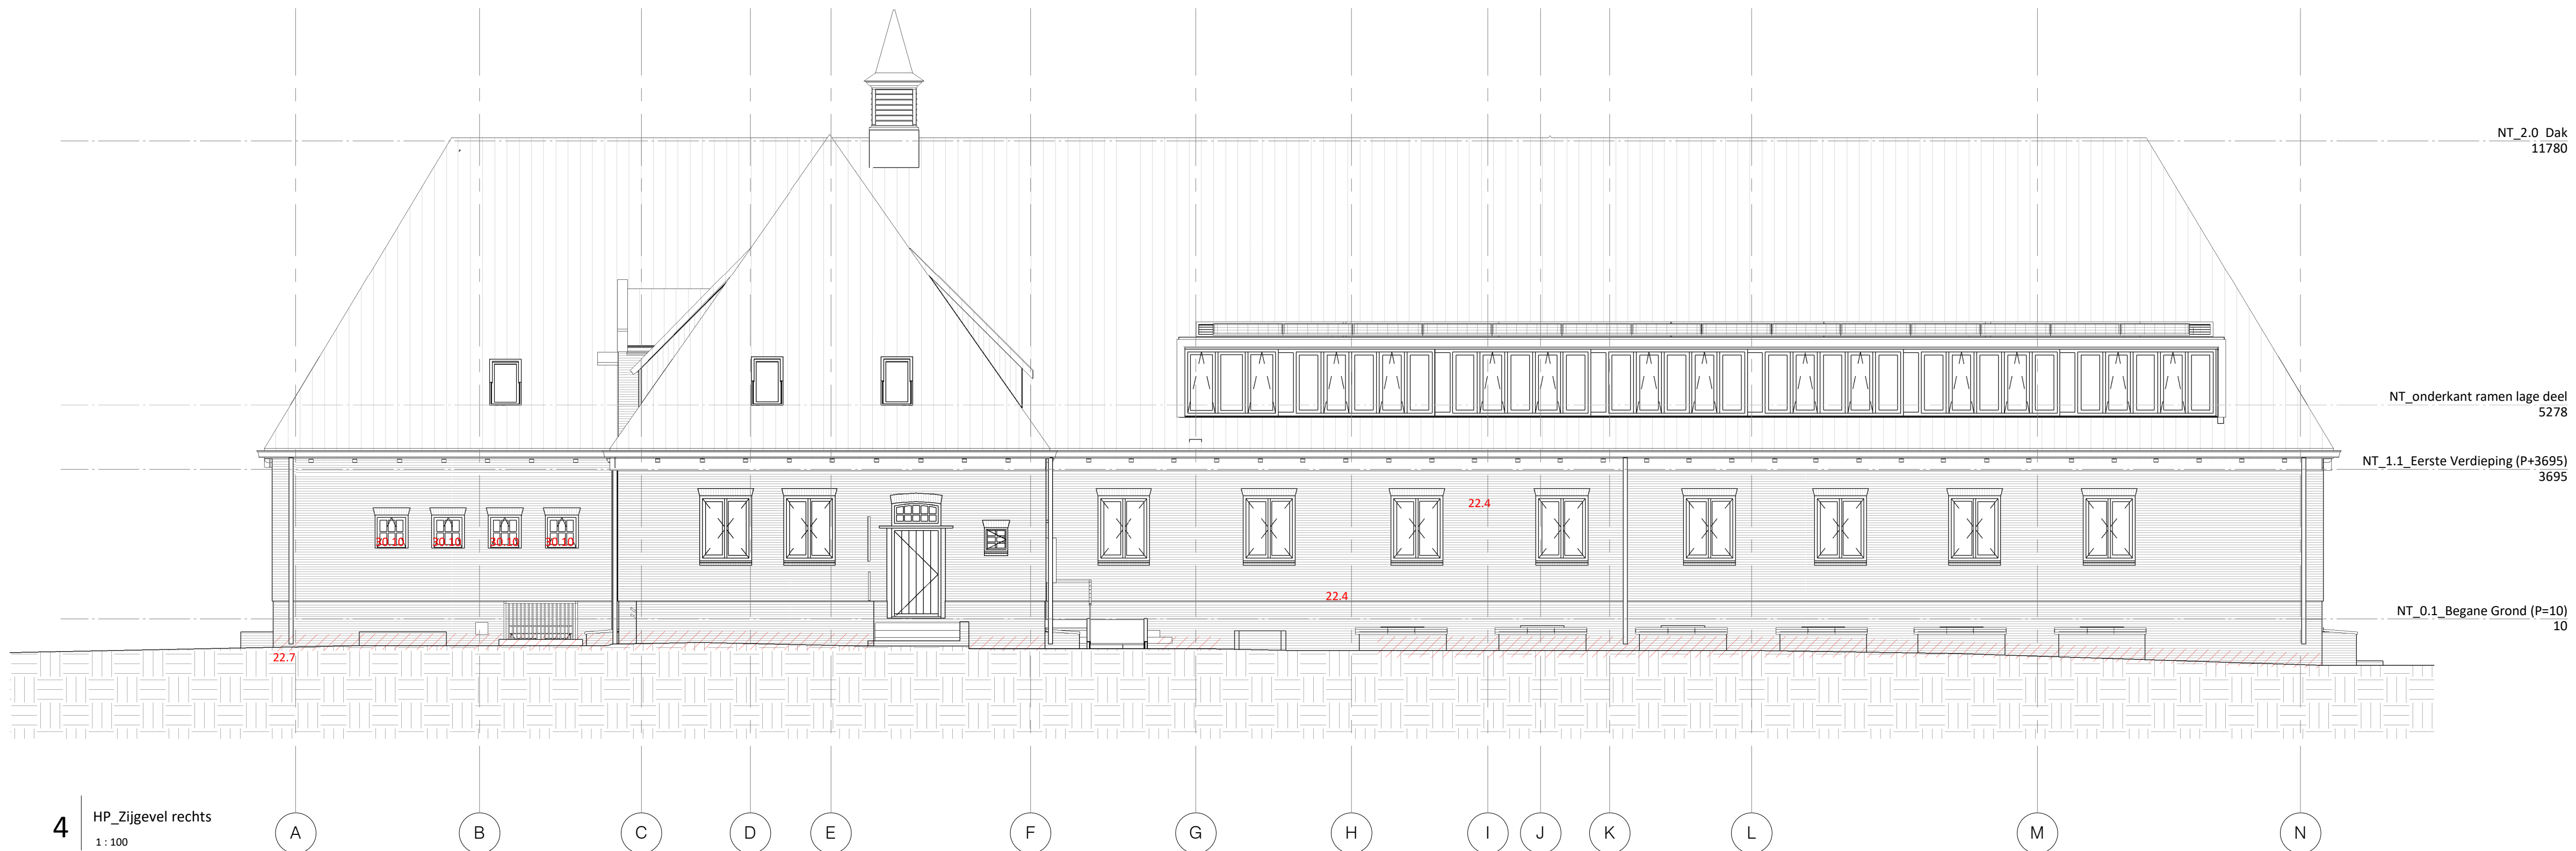 NT_2.0 Dak
11780
NT_onderkant ramen lage deel
5278
NT_1.1_Eerste Verdieping (P+3695)
3695
22.4
30.10
30.10
30.10
30.10
22.4
NT_0.1_Begane Grond (P=10)
10
22.7
4
HP_Zijgevel rechts
1 : 100
A
B
C
D
E
F
G
H
I
J
K
L
M
N